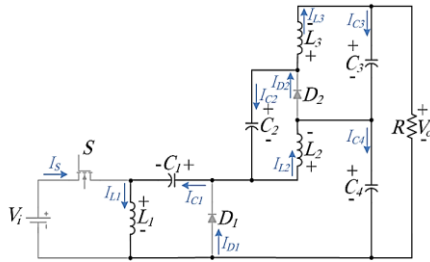 I_L3
- L_3 +
I_C3
+ C_3 -
I_D2
D_2
I_C2
+ C_2 -
R
+ V_o -
S
I_S
- C_1 +
I_C1
I_L2
- L_2 +
I_C4
+ C_4 -
V_i
+
I_L1
+ L_1 -
D_1
I_D1